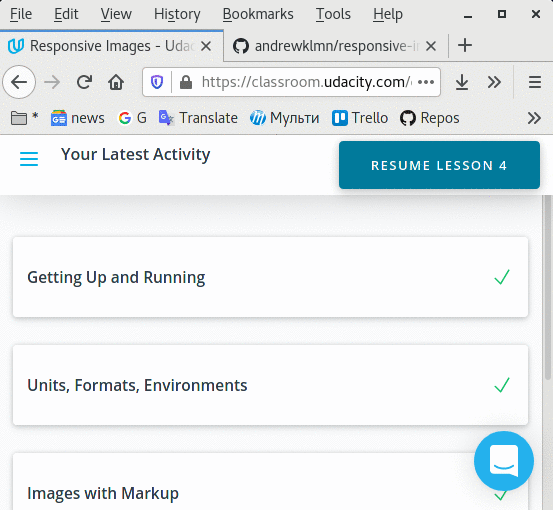 File Edit View History Bookmarks Tools Help
Responsive Images - Udac
andrewklmn/responsive-i
https://classroom.udacity.com/
* news G Translate Мульти Trello Repos
Your Latest Activity
RESUME LESSON 4
Getting Up and Running
Units, Formats, Environments
Images with Markup